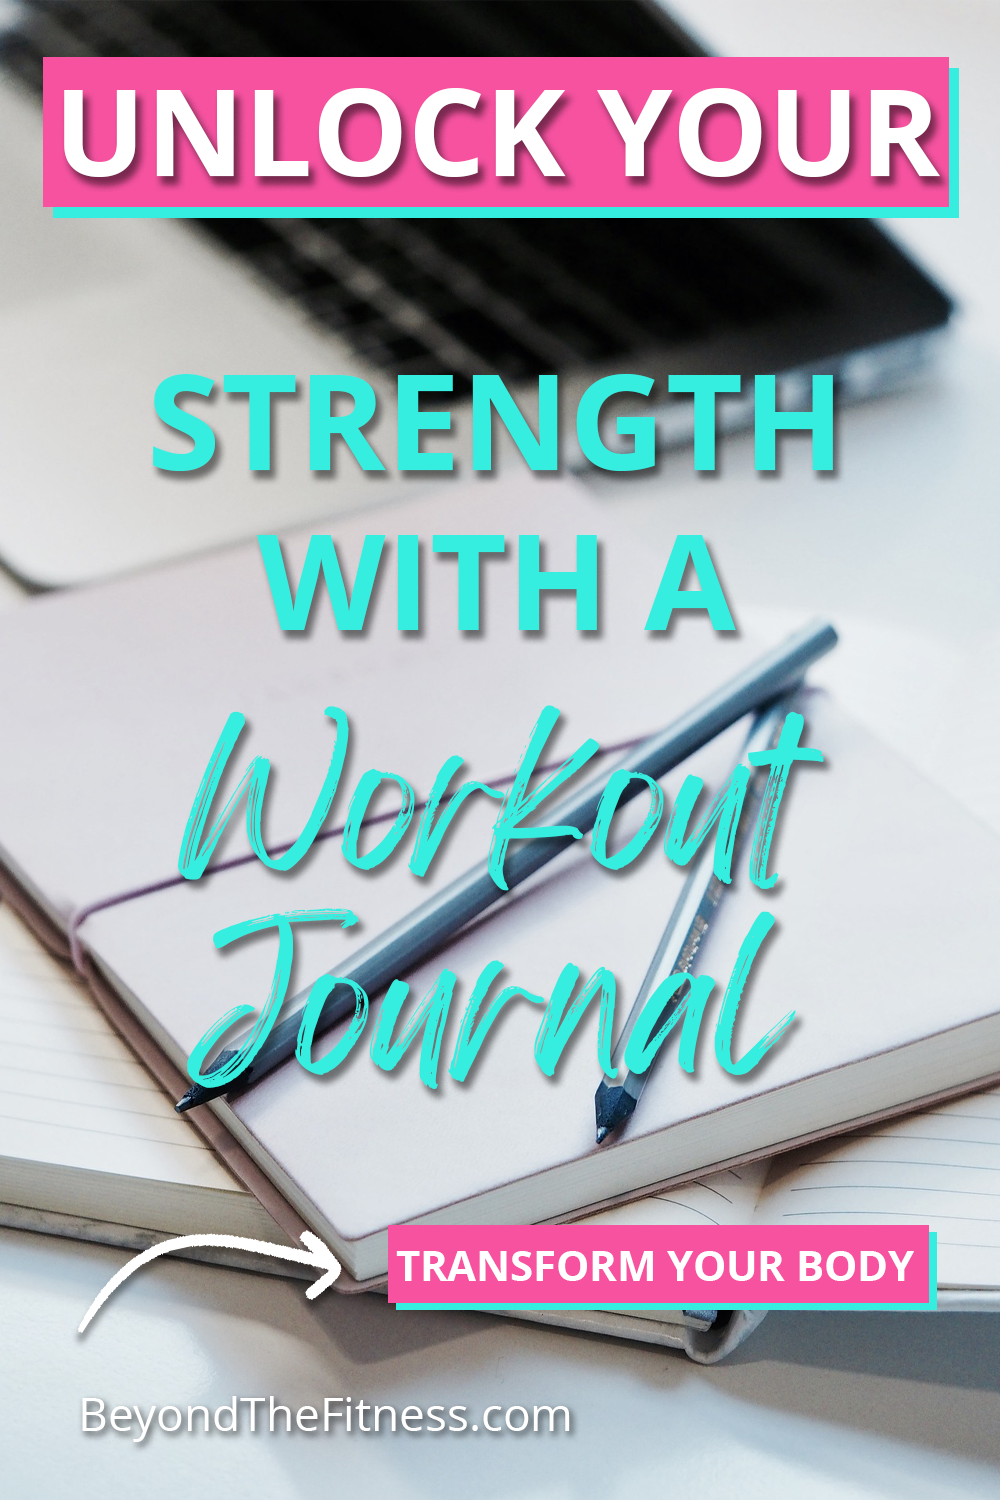 UNLOCK YOUR
STRENGTH
WITH A
Workout
Journal
TRANSFORM YOUR BODY
BeyondTheFitness.com